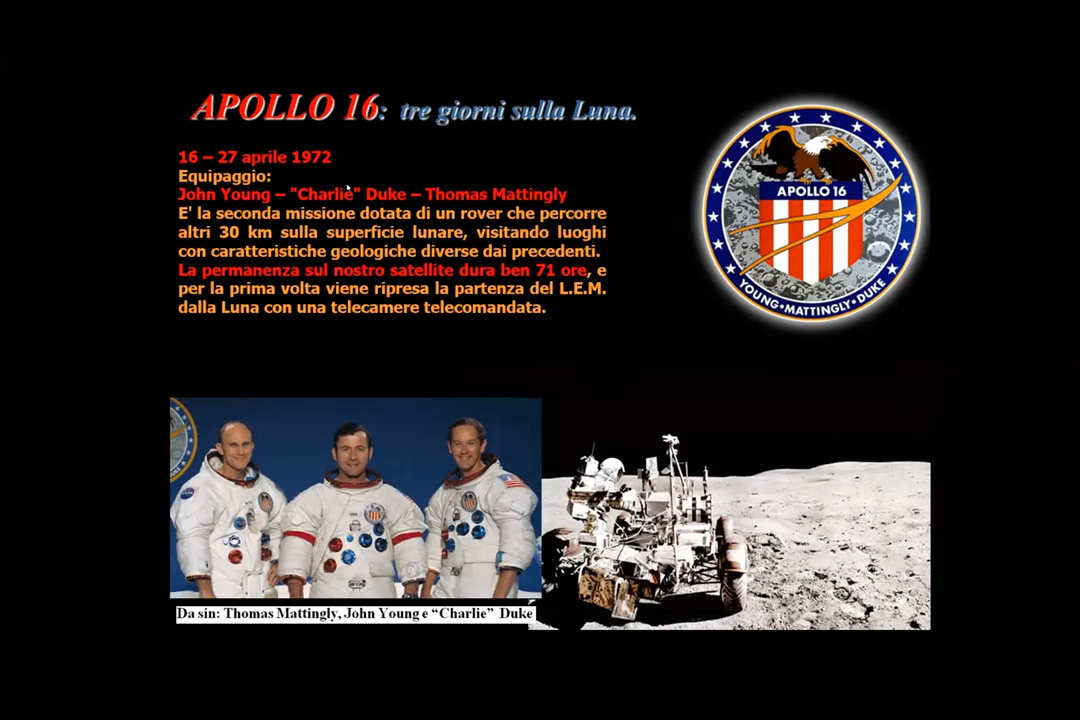 APOLLO 16: tre giorni sulla Luna.
16 – 27 aprile 1972
Equipaggio:
John Young – "Charlie" Duke – Thomas Mattingly
E' la seconda missione dotata di un rover che percorre
altri 30 km sulla superficie lunare, visitando luoghi
con caratteristiche geologiche diverse dai precedenti.
La permanenza sul nostro satellite dura ben 71 ore, e
per la prima volta viene ripresa la partenza del L.E.M.
dalla Luna con una telecamere telecomandata.
APOLLO 16
YOUNG•MATTINGLY•DUKE
NASA
Da sin: Thomas Mattingly, John Young e “Charlie” Duke